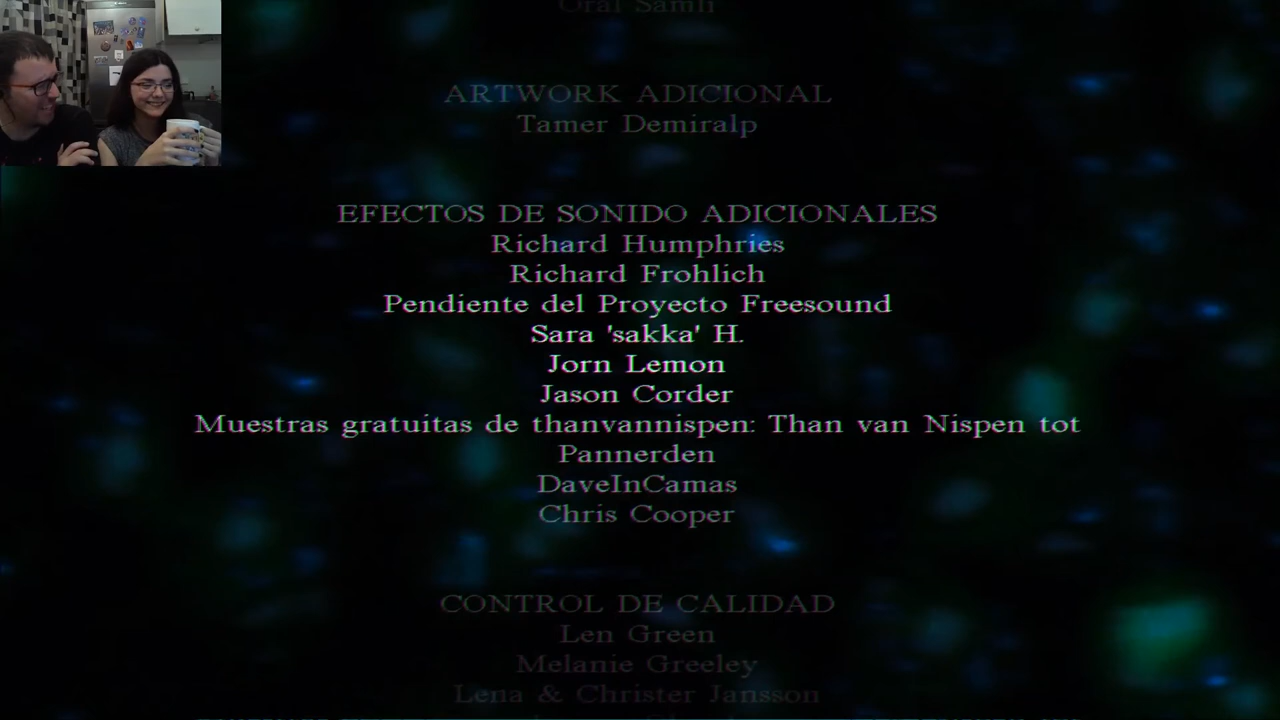 Oral Samli
ARTWORK ADICIONAL
Tamer Demiralp
EFECTOS DE SONIDO ADICIONALES
Richard Humphries
Richard Frohlich
Pendiente del Proyecto Freesound
Sara 'sakka' H.
Jorn Lemon
Jason Corder
Muestras gratuitas de thanvannispen: Than van Nispen tot
Pannerden
DaveInCamas
Chris Cooper
CONTROL DE CALIDAD
Len Green
Melanie Greeley
Lena & Christer Jansson